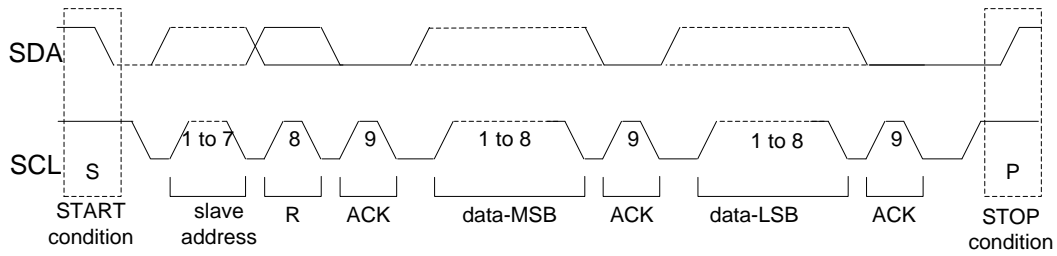 SDA
1 to 7 8 9 1 to 8 9 1 to 8 9
SCL S P
START condition slave address R ACK data-MSB ACK data-LSB ACK STOP condition